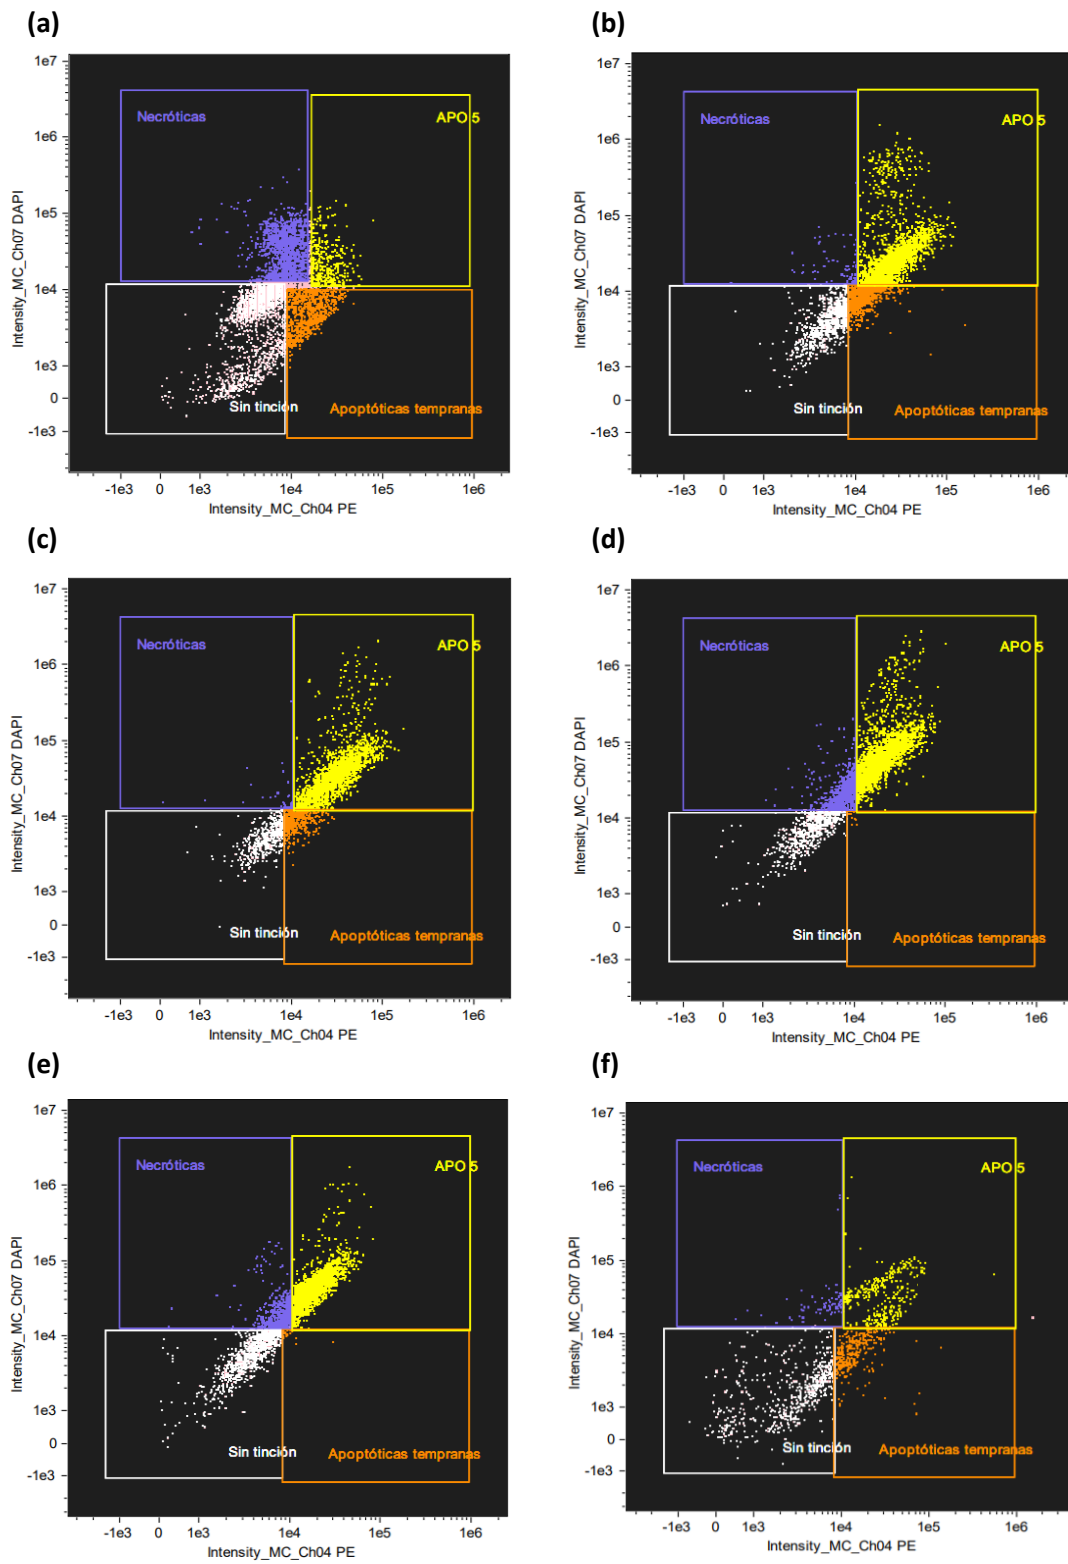 (a)
1e7
1e6
1e5
1e4
1e3
0
-1e3
Intensity_MC_Ch07 DAPI
Necróticas
APO 5
Sin tinción
Apoptóticas tempranas
-1e3 0 1e3 1e4 1e5 1e6
Intensity_MC_Ch04 PE
(b)
1e7
1e6
1e5
1e4
1e3
0
-1e3
Intensity_MC_Ch07 DAPI
Necróticas
APO 5
Sin tinción
Apoptóticas tempranas
-1e3 0 1e3 1e4 1e5 1e6
Intensity_MC_Ch04 PE
(c)
1e7
1e6
1e5
1e4
1e3
0
-1e3
Intensity_MC_Ch07 DAPI
Necróticas
APO 5
Sin tinción
Apoptóticas tempranas
-1e3 0 1e3 1e4 1e5 1e6
Intensity_MC_Ch04 PE
(d)
1e7
1e6
1e5
1e4
1e3
0
-1e3
Intensity_MC_Ch07 DAPI
Necróticas
APO 5
Sin tinción
Apoptóticas tempranas
-1e3 0 1e3 1e4 1e5 1e6
Intensity_MC_Ch04 PE
(e)
1e7
1e6
1e5
1e4
1e3
0
-1e3
Intensity_MC_Ch07 DAPI
Necróticas
APO 5
Sin tinción
Apoptóticas tempranas
-1e3 0 1e3 1e4 1e5 1e6
Intensity_MC_Ch04 PE
(f)
1e7
1e6
1e5
1e4
1e3
0
-1e3
Intensity_MC_Ch07 DAPI
Necróticas
APO 5
Sin tinción
Apoptóticas tempranas
-1e3 0 1e3 1e4 1e5 1e6
Intensity_MC_Ch04 PE